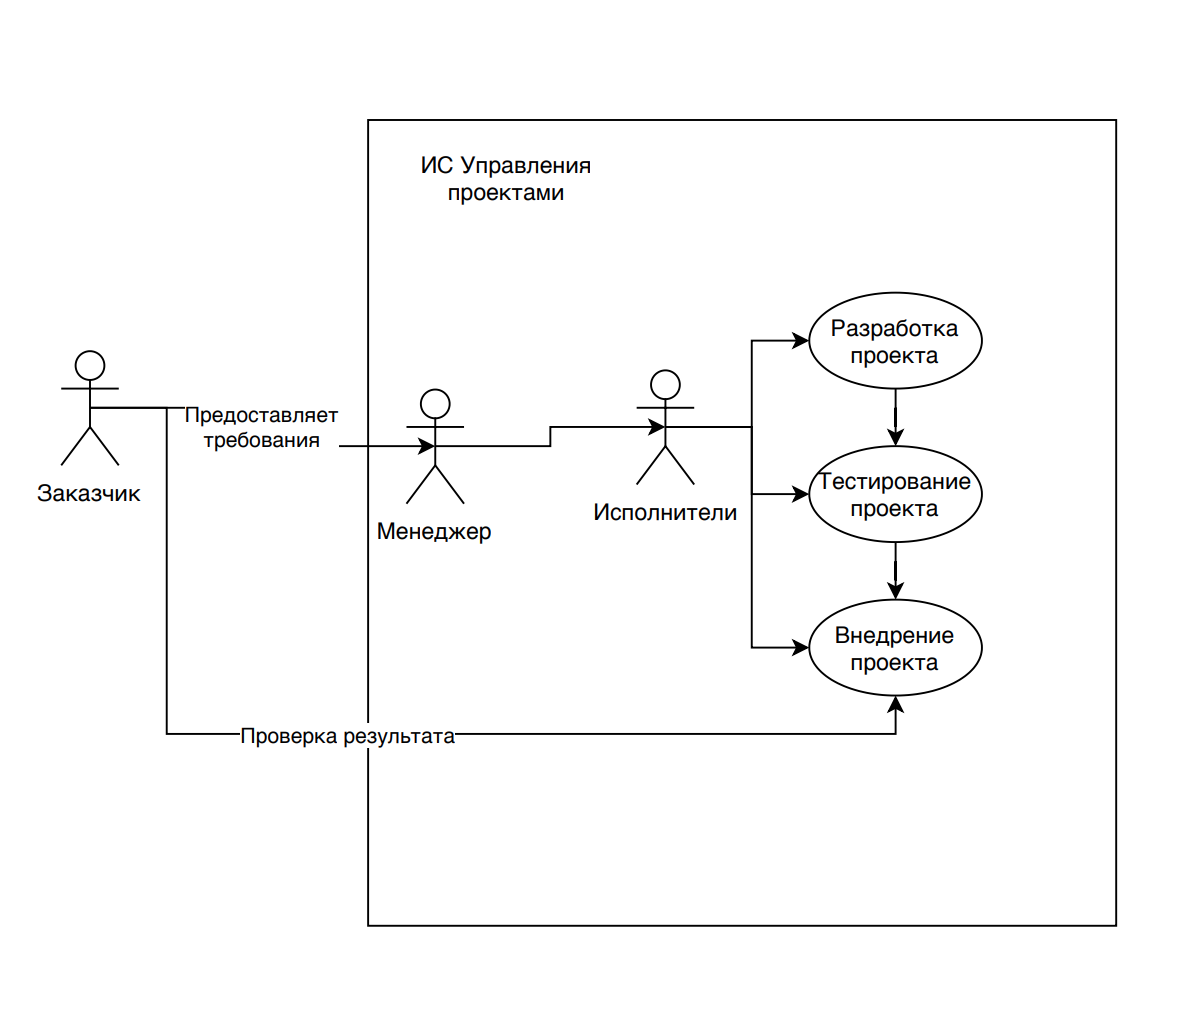 ИС Управления
проектами
Разработка
проекта
Предоставляет
требования
Заказчик
Менеджер
Исполнители
Тестирование
проекта
Внедрение
проекта
Проверка результата